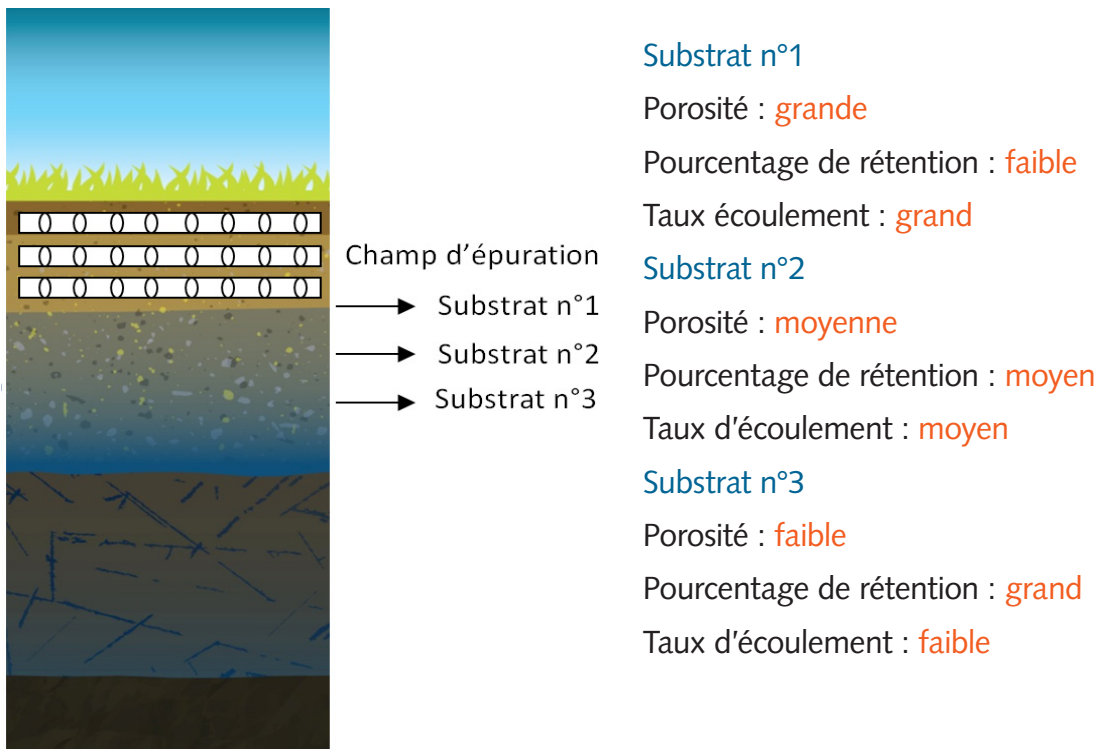 Champ d'épuration
Substrat n°1
Substrat n°2
Substrat n°3
Substrat n°1
Porosité : grande
Pourcentage de rétention : faible
Taux écoulement : grand
Substrat n°2
Porosité : moyenne
Pourcentage de rétention : moyen
Taux d'écoulement : moyen
Substrat n°3
Porosité : faible
Pourcentage de rétention : grand
Taux d'écoulement : faible